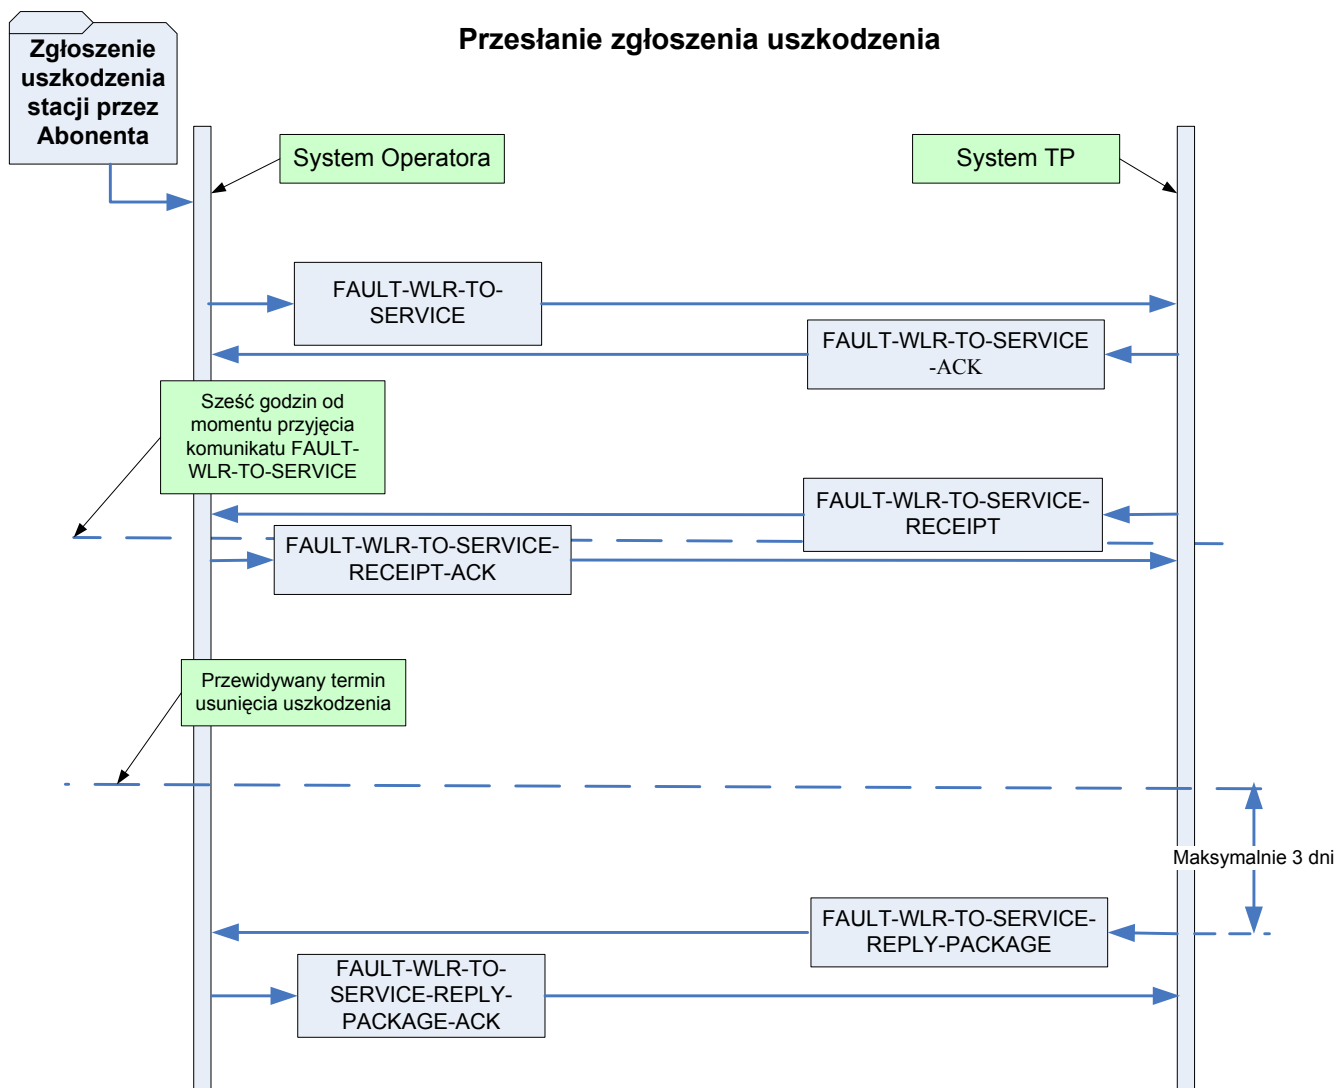 Przesłanie zgłoszenia uszkodzenia
Zgłoszenie
uszkodzenia
stacji przez
Abonenta
System Operatora
System TP
FAULT-WLR-TO-
SERVICE
FAULT-WLR-TO-SERVICE
-ACK
Sześć godzin od
momentu przyjęcia
komunikatu FAULT-
WLR-TO-SERVICE
FAULT-WLR-TO-SERVICE-
RECEIPT
FAULT-WLR-TO-SERVICE-
RECEIPT-ACK
Przewidywany termin
usunięcia uszkodzenia
Maksymalnie 3 dni
FAULT-WLR-TO-SERVICE-
REPLY-PACKAGE
FAULT-WLR-TO-
SERVICE-REPLY-
PACKAGE-ACK